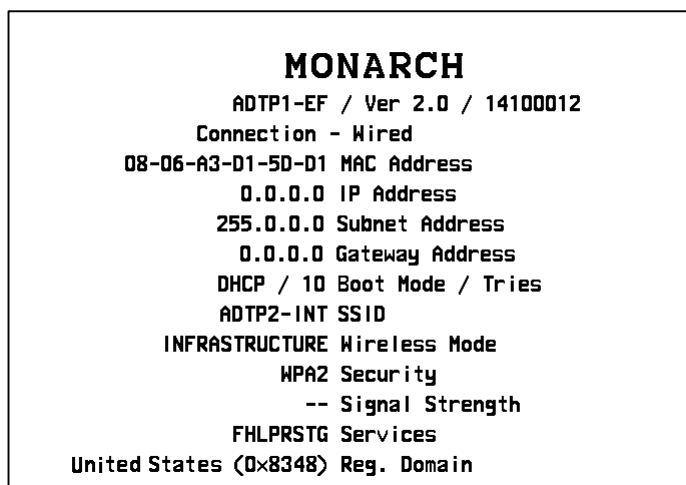 MONARCH
ADTP1-EF / Ver 2.0 / 14100012
Connection - Wired
08-06-A3-D1-5D-D1 MAC Address
0.0.0.0 IP Address
255.0.0.0 Subnet Address
0.0.0.0 Gateway Address
DHCP / 10 Boot Mode / Tries
ADTP2-INT SSID
INFRASTRUCTURE Wireless Mode
WPA2 Security
-- Signal Strength
FHLPRSTG Services
United States (0x8348) Reg. Domain